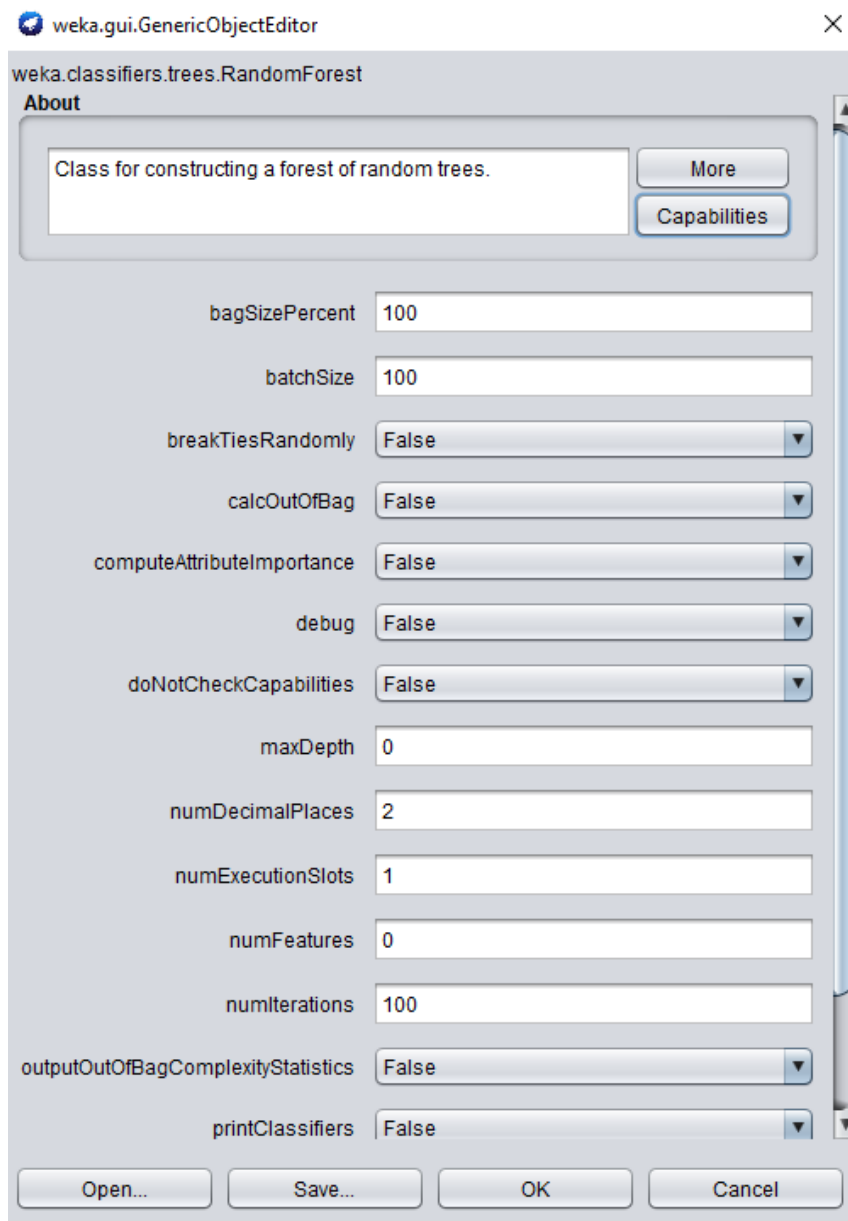 weka.gui.GenericObjectEditor
weka.classifiers.trees.RandomForest
About
Class for constructing a forest of random trees.
More
Capabilities
bagSizePercent 100
batchSize 100
breakTiesRandomly False
calcOutOfBag False
computeAttributeImportance False
debug False
doNotCheckCapabilities False
maxDepth 0
numDecimalPlaces 2
numExecutionSlots 1
numFeatures 0
numIterations 100
outputOutOfBagComplexityStatistics False
printClassifiers False
Open... Save... OK Cancel